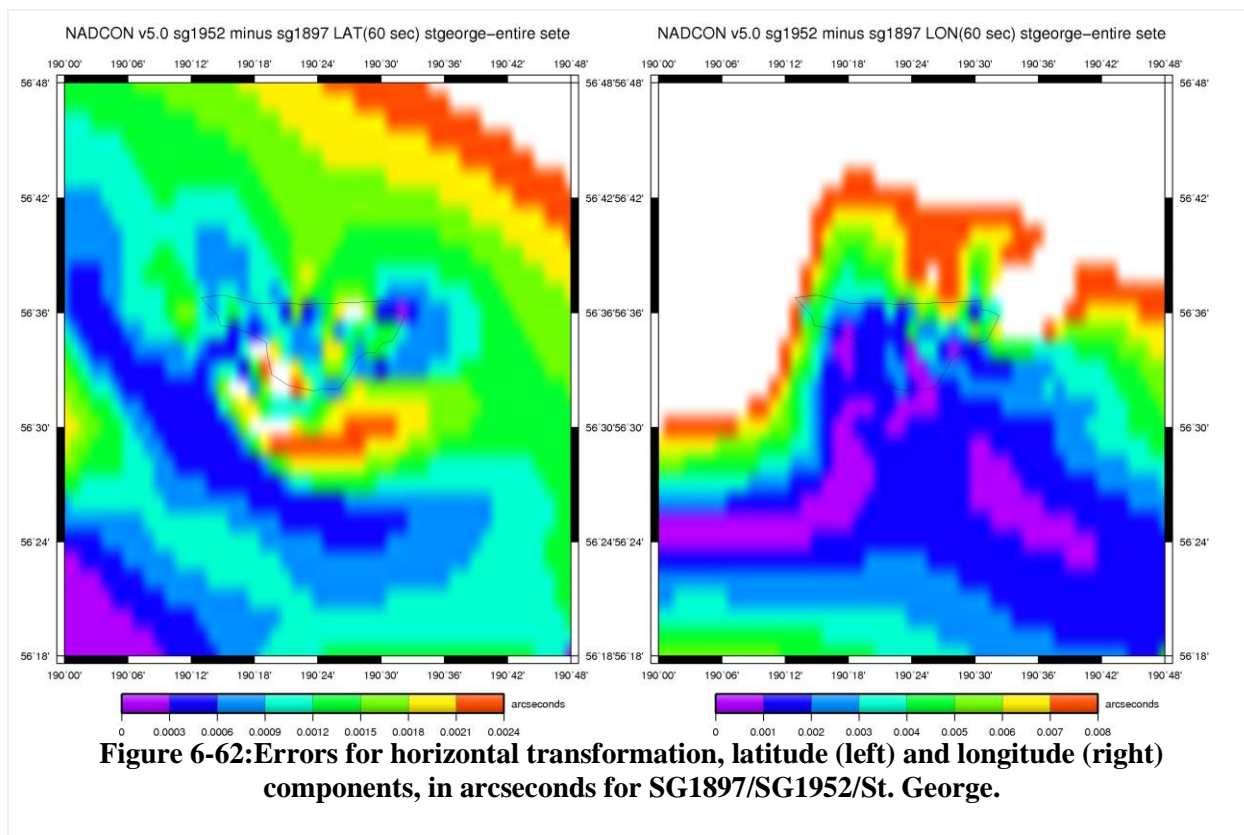 NADCON v5.0 sg1952 minus sg1897 LAT(60 sec) stgeorge-entire sete
190˚00' 190˚06' 190˚12' 190˚18' 190˚24' 190˚30' 190˚36' 190˚42' 190˚48'
56˚48' 56˚48'
56˚42' 56˚42'
56˚36' 56˚36'
56˚30' 56˚30'
56˚24' 56˚24'
56˚18' 56˚18'
190˚00' 190˚06' 190˚12' 190˚18' 190˚24' 190˚30' 190˚36' 190˚42' 190˚48'
arcseconds
0 0.0003 0.0006 0.0009 0.0012 0.0015 0.0018 0.0021 0.0024
NADCON v5.0 sg1952 minus sg1897 LON(60 sec) stgeorge-entire sete
190˚00' 190˚06' 190˚12' 190˚18' 190˚24' 190˚30' 190˚36' 190˚42' 190˚48'
56˚48' 56˚48'
56˚42' 56˚42'
56˚36' 56˚36'
56˚30' 56˚30'
56˚24' 56˚24'
56˚18' 56˚18'
190˚00' 190˚06' 190˚12' 190˚18' 190˚24' 190˚30' 190˚36' 190˚42' 190˚48'
arcseconds
0 0.001 0.002 0.003 0.004 0.005 0.006 0.007 0.008
Figure 6-62:Errors for horizontal transformation, latitude (left) and longitude (right)
components, in arcseconds for SG1897/SG1952/St. George.